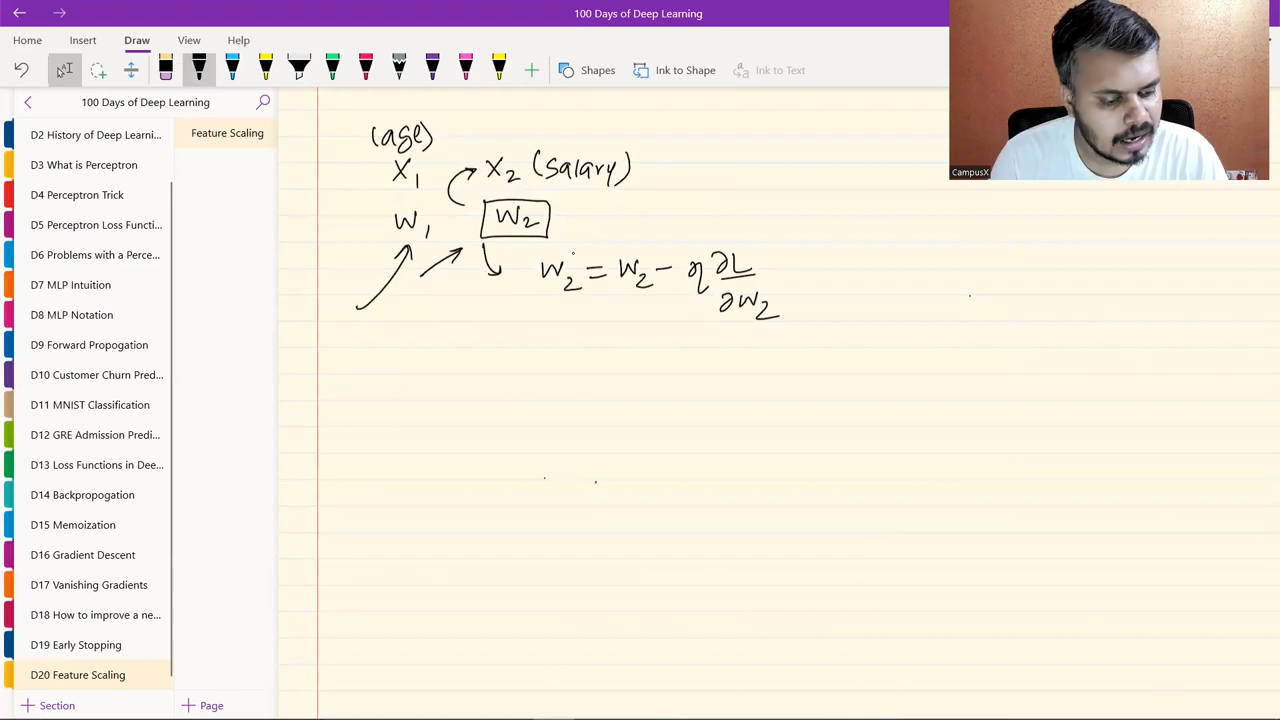 100 Days of Deep Learning
Home Insert Draw View Help
Shapes Ink to Shape Ink to Text
100 Days of Deep Learning
D2 History of Deep Learni...
D3 What is Perceptron
D4 Perceptron Trick
D5 Perceptron Loss Functi...
D6 Problems with a Perce...
D7 MLP Intuition
D8 MLP Notation
D9 Forward Propogation
D10 Customer Churn Pred...
D11 MNIST Classification
D12 GRE Admission Predi...
D13 Loss Functions in Dee...
D14 Backpropogation
D15 Memoization
D16 Gradient Descent
D17 Vanishing Gradients
D18 How to improve a ne...
D19 Early Stopping
D20 Feature Scaling
Section
Feature Scaling
Page
(age)
X₁ X₂ (salary)
W₁ W₂
W₂ = W₂ - η ∂L/∂W₂
CampusX